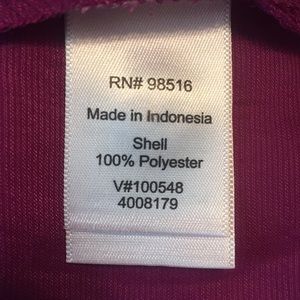 RN# 98516
Made in Indonesia
Shell
100% Polyester
V#100548
4008179